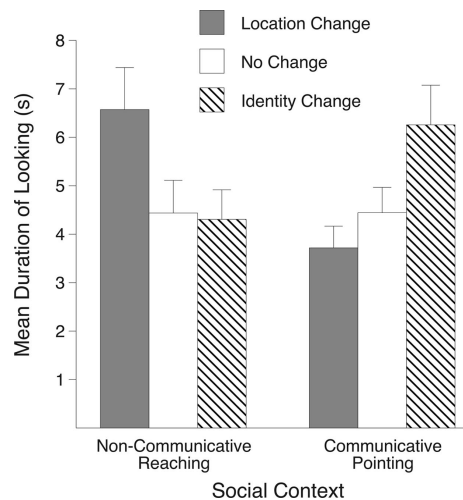 Location Change
No Change
Identity Change
Mean Duration of Looking (s)
8
7
6
5
4
3
2
1
Non-Communicative
Reaching
Communicative
Pointing
Social Context